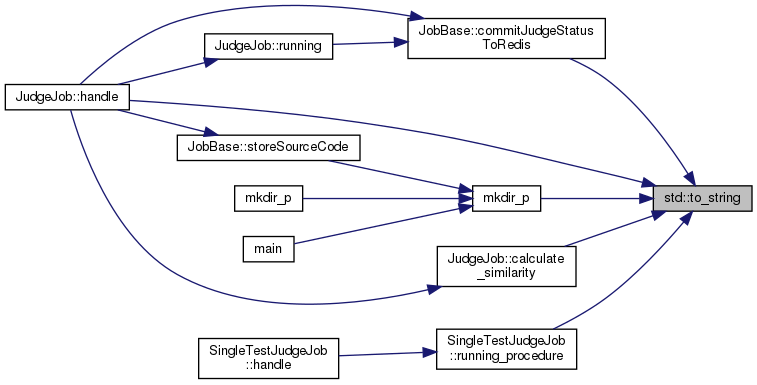 JobBase::commitJudgeStatus
ToRedis
JudgeJob::running
JudgeJob::handle
JobBase::storeSourceCode
mkdir_p
mkdir_p
std::to_string
main
JudgeJob::calculate
_similarity
SingleTestJudgeJob
::running_procedure
SingleTestJudgeJob
::handle